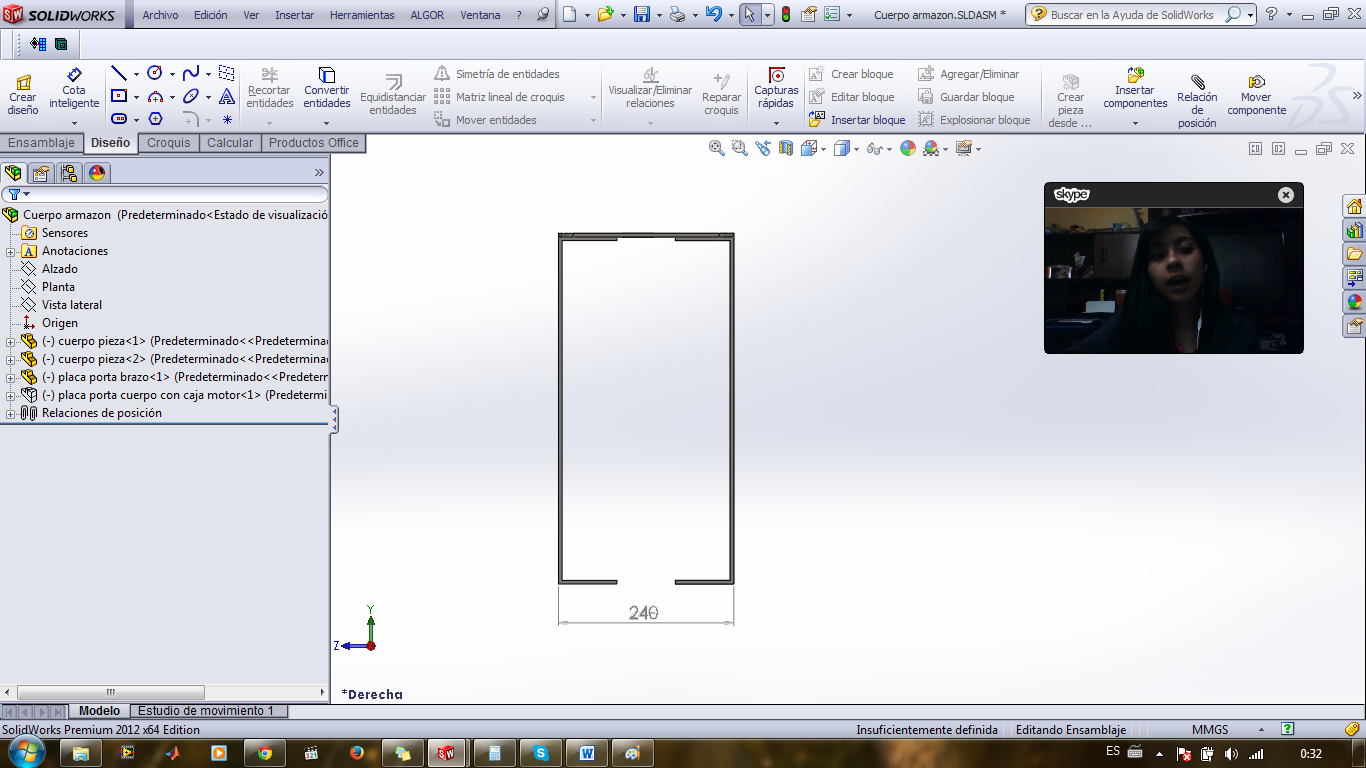 SOLIDWORKS Archivo Edición Ver Insertar Herramientas ALGOR Ventana ? Cuerpo armazon.SLDASM * Buscar en la Ayuda de SolidWorks ?
Crear diseño
Cota inteligente
Recortar entidades
Convertir entidades
Equidistanciar entidades
Simetría de entidades
Matriz lineal de croquis
Mover entidades
Visualizar/Eliminar relaciones
Reparar croquis
Capturas rápidas
Crear bloque
Editar bloque
Insertar bloque
Agregar/Eliminar
Guardar bloque
Explosionar bloque
Crear pieza desde ...
Insertar componentes
Relación de posición
Mover componente
Ensamblaje Diseño Croquis Calcular Productos Office
Cuerpo armazon (Predeterminado<Estado de visualizació
Sensores
Anotaciones
Alzado
Planta
Vista lateral
Origen
(-) cuerpo pieza<1> (Predeterminado<<Predetermina
(-) cuerpo pieza<2> (Predeterminado<<Predetermina
(-) placa porta brazo<1> (Predeterminado<<Predeterr
(-) placa porta cuerpo con caja motor<1> (Predetermi
Relaciones de posición
skype
240
Y
Z
*Derecha
Modelo Estudio de movimiento 1
SolidWorks Premium 2012 x64 Edition Insuficientemente definida Editando Ensamblaje MMGS ?
ES 0:32